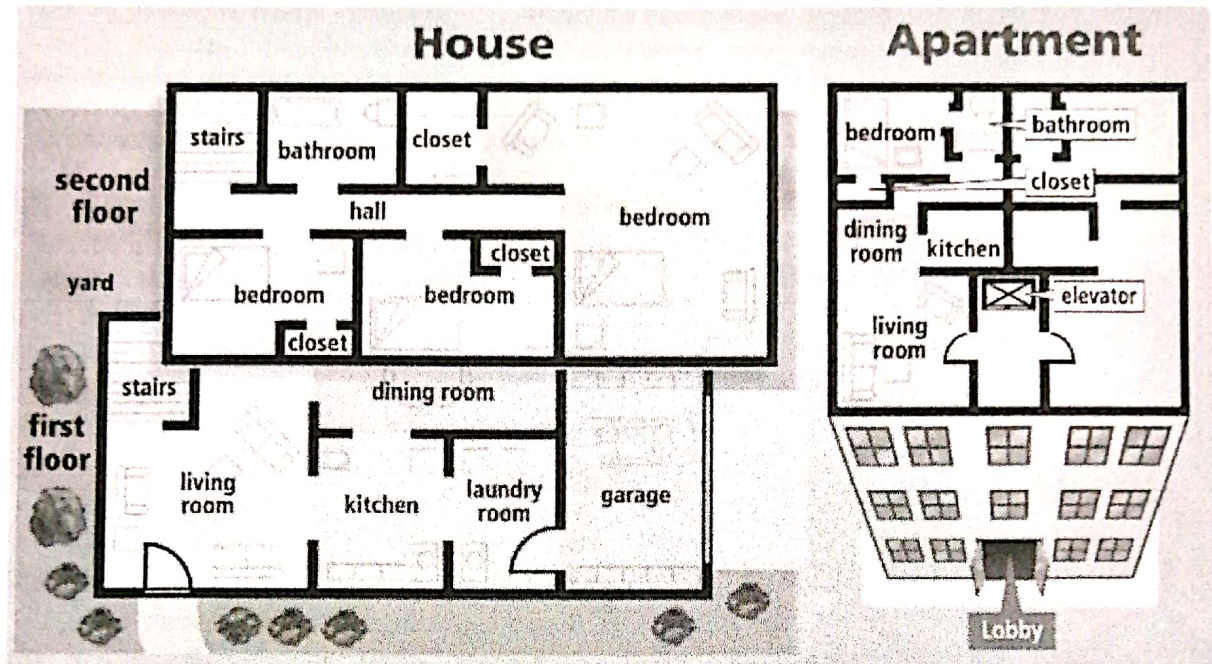 House
Apartment
stairs
bathroom
closet
second
floor
hall
bedroom
closet
yard
bedroom
bedroom
closet
stairs
dining room
first
floor
living
room
kitchen
laundry
room
garage
bedroom
bathroom
closet
dining
room
kitchen
elevator
living
room
Lobby